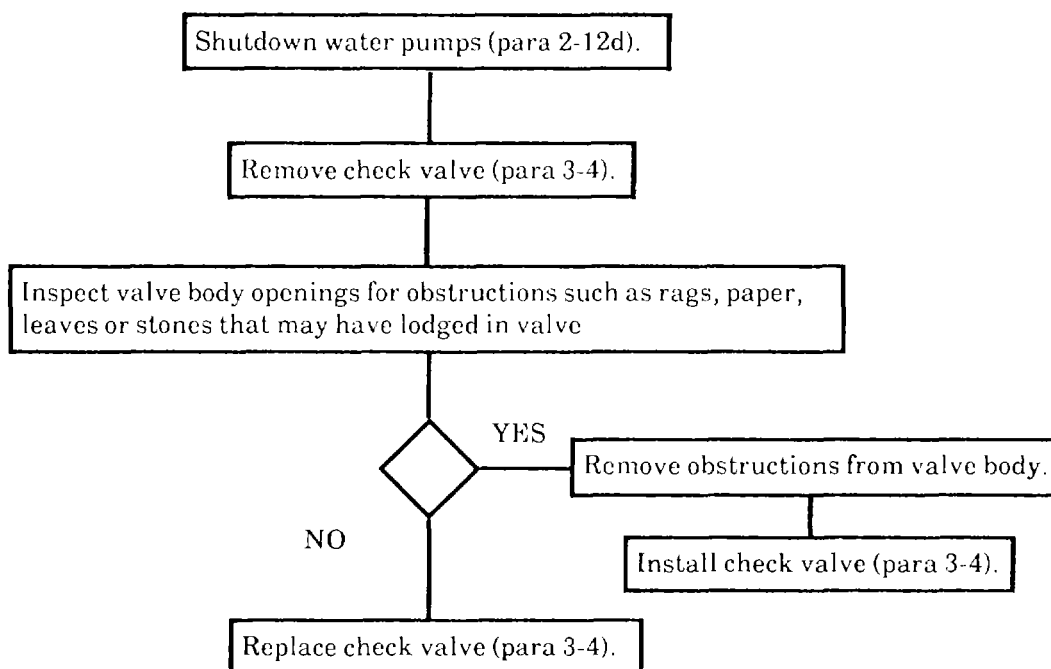 Shutdown water pumps (para 2-12d).
Remove check valve (para 3-4).
Inspect valve body openings for obstructions such as rags, paper,
leaves or stones that may have lodged in valve
YES
Remove obstructions from valve body.
NO
Install check valve (para 3-4).
Replace check valve (para 3-4).